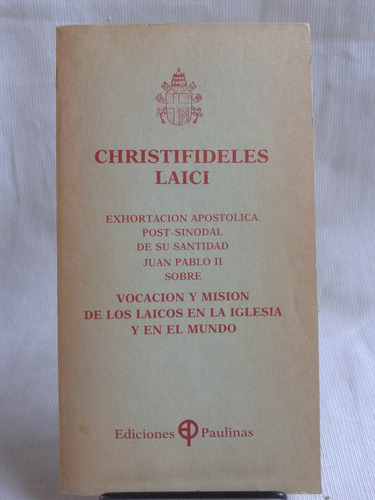 CHRISTIFIDELES
LAICI
EXHORTACION APOSTOLICA
POST-SINODAL
DE SU SANTIDAD
JUAN PABLO II
SOBRE
VOCACION Y MISION
DE LOS LAICOS EN LA IGLESIA
Y EN EL MUNDO
Ediciones EP Paulinas